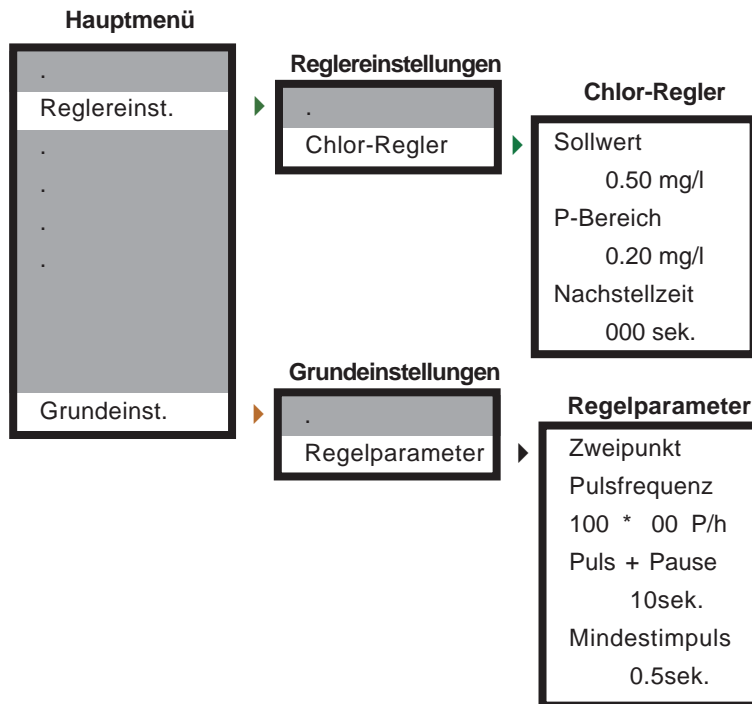 Hauptmenü
.
Reglereinst.
.
.
.
.
Grundeinst.
Reglereinstellungen
.
Chlor-Regler
Chlor-Regler
Sollwert
0.50 mg/l
P-Bereich
0.20 mg/l
Nachstellzeit
000 sek.
Grundeinstellungen
.
Regelparameter
Regelparameter
Zweipunkt
Pulsfrequenz
100 * 00 P/h
Puls + Pause
10sek.
Mindestimpuls
0.5sek.